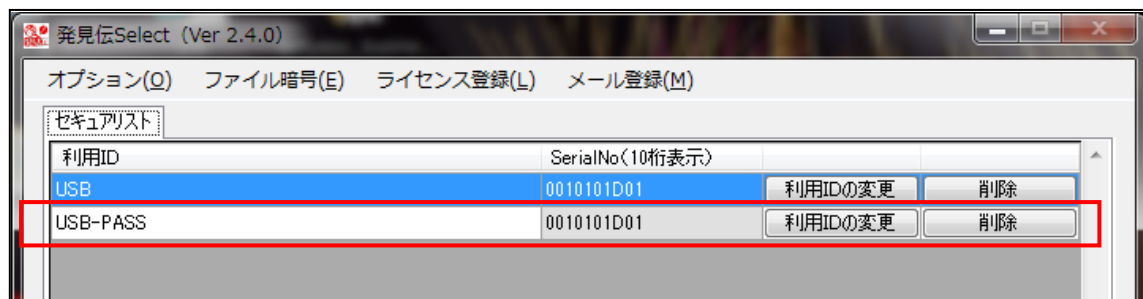 発見伝Select (Ver 2.4.0)
オプション(O) ファイル暗号(E) ライセンス登録(L) メール登録(M)
セキュアリスト
利用ID SerialNo(10桁表示)
USB 0010101D01 利用IDの変更 削除
USB-PASS 0010101D01 利用IDの変更 削除